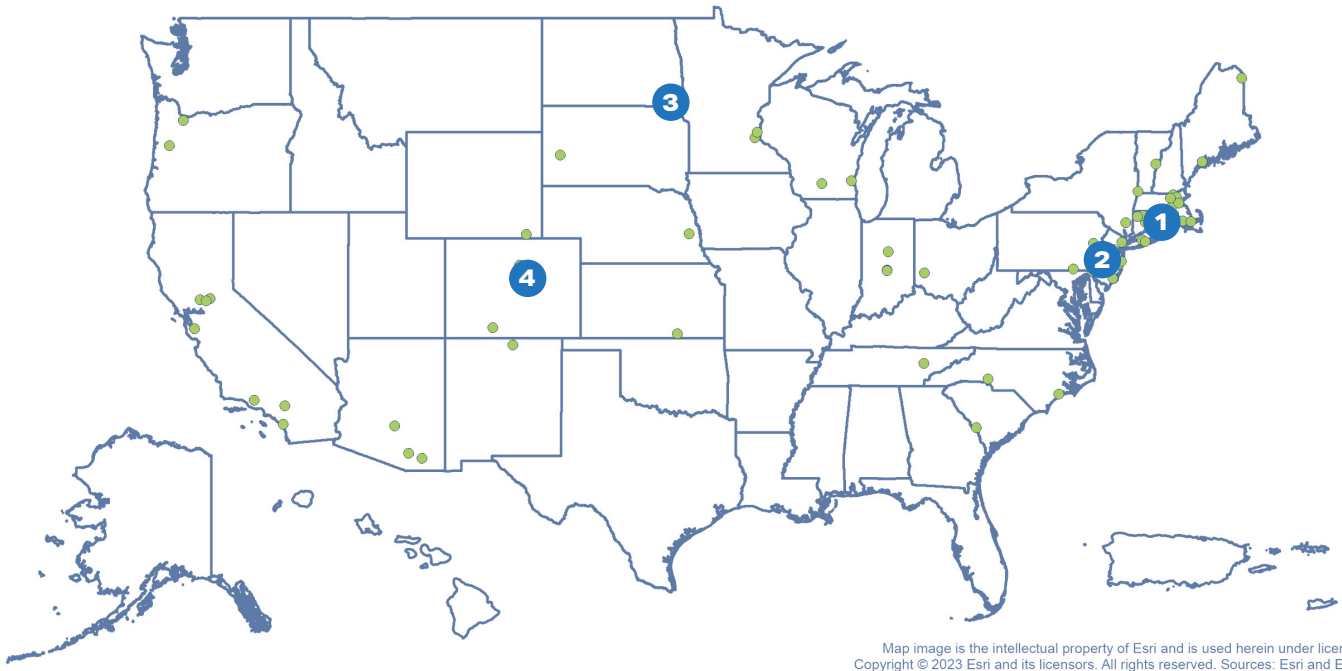 3
1
2
4
Map image is the intellectual property of Esri and is used herein under
Copyright © 2023 Esri and its licensors. All rights reserved. Sources: Esri and